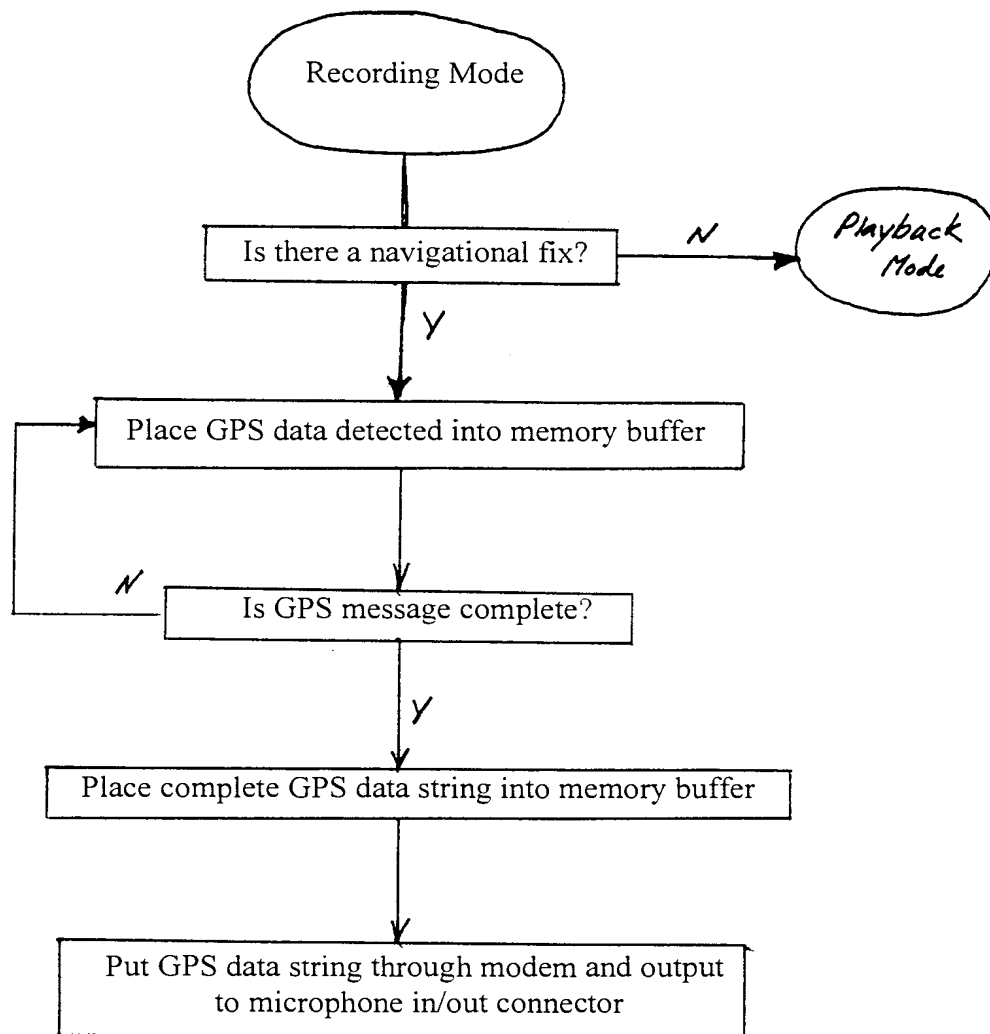 Recording Mode
Is there a navigational fix?
N
Playback
Mode
Y
Place GPS data detected into memory buffer
N
Is GPS message complete?
Y
Place complete GPS data string into memory buffer
Put GPS data string through modem and output
to microphone in/out connector